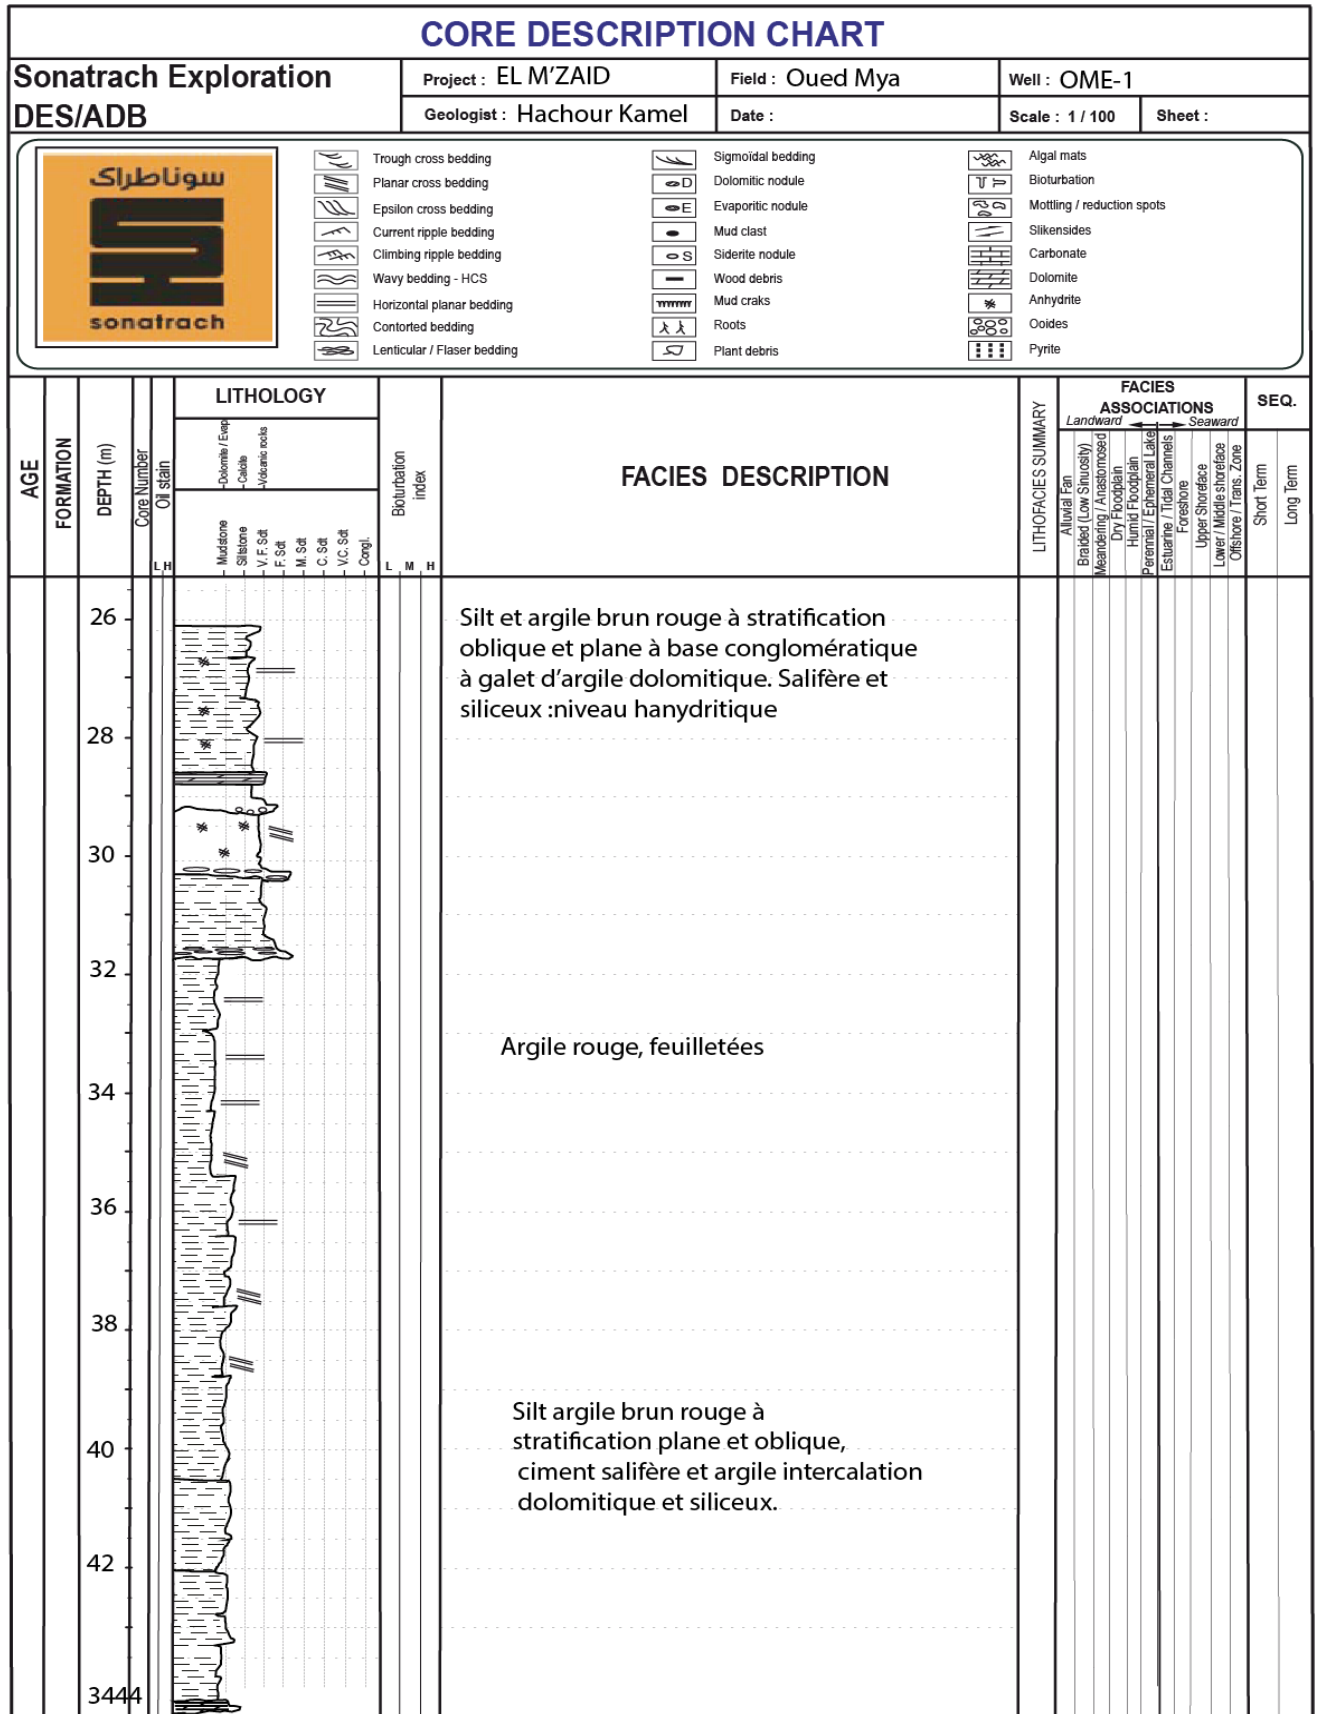 CORE DESCRIPTION CHART
Sonatrach Exploration
DES/ADB
Project : EL M'ZAID
Field : Oued Mya
Well : OME-1
Geologist : Hachour Kamel
Date :
Scale : 1 / 100
Sheet :
سوناطراك
sonatrach
Trough cross bedding
Planar cross bedding
Epsilon cross bedding
Current ripple bedding
Climbing ripple bedding
Wavy bedding - HCS
Horizontal planar bedding
Contorted bedding
Lenticular / Flaser bedding
Sigmoïdal bedding
D Dolomitic nodule
E Evaporitic nodule
Mud clast
S Siderite nodule
Wood debris
Mud craks
Roots
Plant debris
Algal mats
Bioturbation
Mottling / reduction spots
Slikensides
Carbonate
Dolomite
Anhydrite
Ooides
Pyrite
AGE
FORMATION
DEPTH (m)
Core Number
Oil stain
L H
LITHOLOGY
Dolomite / Evap
Calcite
Volcanic rocks
Mudstone
Siltstone
V. F. Sdt
F. Sdt
M. Sdt
C. Sdt
V.C. Sdt
Congl.
Bioturbation
index
L M H
FACIES DESCRIPTION
LITHOFACIES SUMMARY
FACIES
ASSOCIATIONS
Landward
Seaward
Alluvial Fan
Braided (Low Sinuosity)
Meandering / Anastomosed
Dry Floodplain
Humid Floodplain
Perennial / Ephemeral Lake
Estuarine / Tidal Channels
Foreshore
Upper Shoreface
Lower / Middle shoreface
Offshore / Trans. Zone
SEQ.
Short Term
Long Term
26
Silt et argile brun rouge à stratification
oblique et plane à base conglomératique
à galet d'argile dolomitique. Salifère et
siliceux :niveau hanydritique
28
30
32
Argile rouge, feuilletées
34
36
38
Silt argile brun rouge à
stratification plane et oblique,
ciment salifère et argile intercalation
dolomitique et siliceux.
40
42
3444